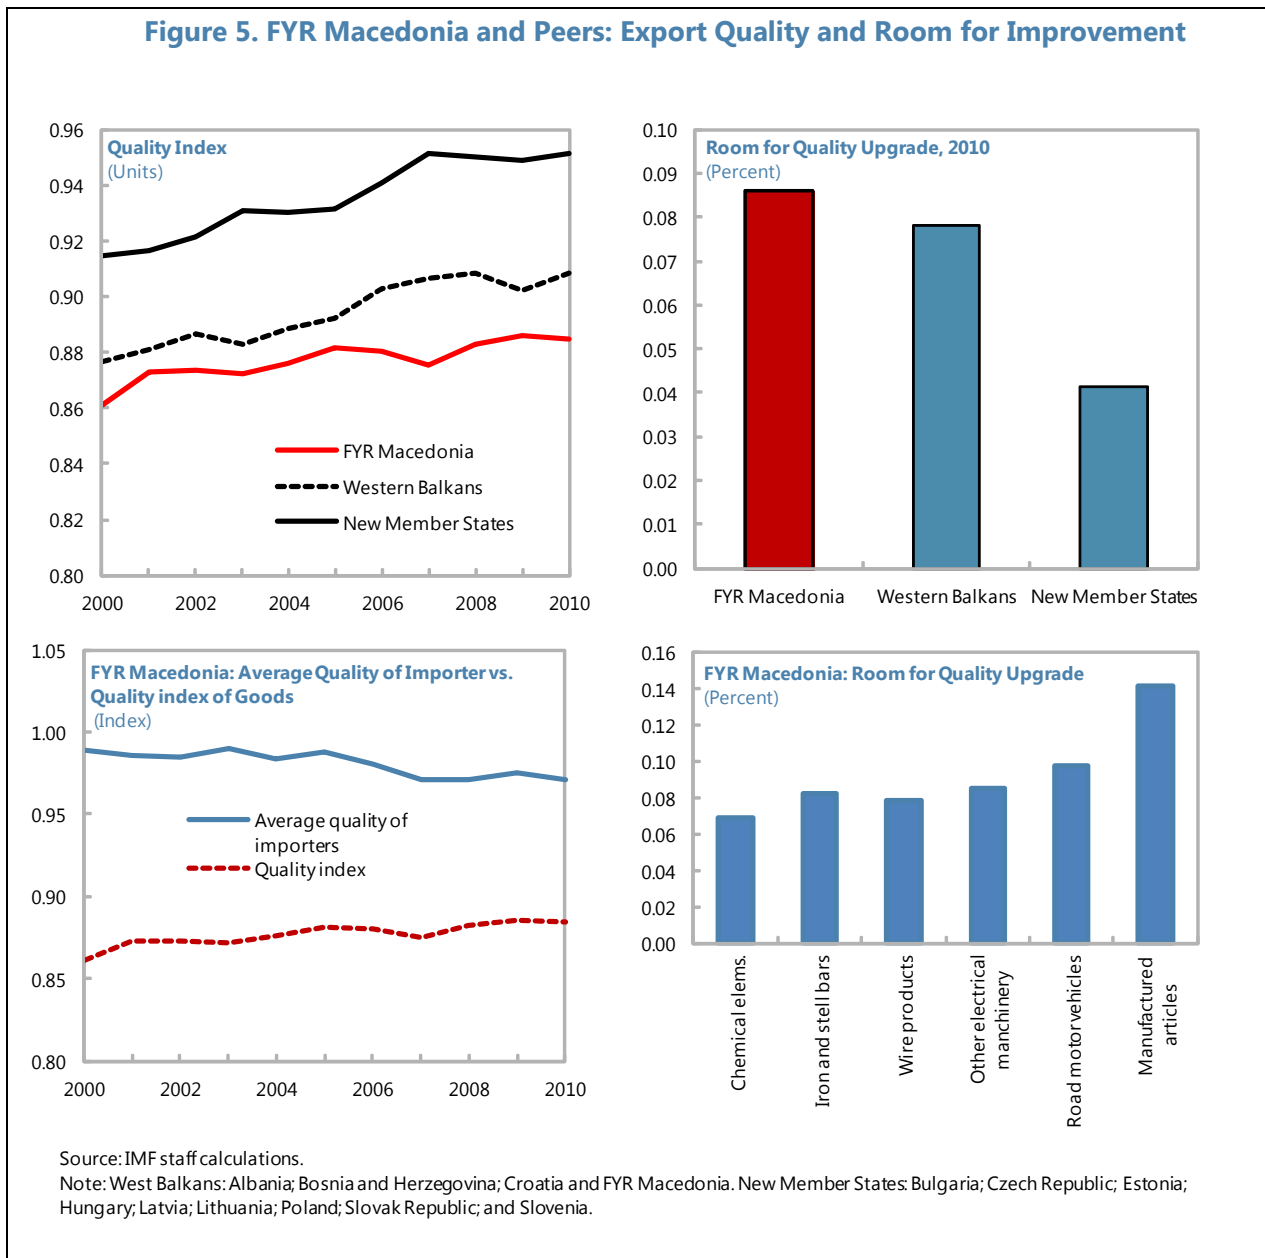 Figure 5. FYR Macedonia and Peers: Export Quality and Room for Improvement
Quality Index
(Units)
0.96
0.94
0.92
0.90
0.88
0.86
0.84
0.82
0.80
FYR Macedonia
Western Balkans
New Member States
2000 2002 2004 2006 2008 2010
Room for Quality Upgrade, 2010
(Percent)
0.10
0.09
0.08
0.07
0.06
0.05
0.04
0.03
0.02
0.01
0.00
FYR Macedonia Western Balkans New Member States
FYR Macedonia: Average Quality of Importer vs.
Quality index of Goods
(Index)
1.05
1.00
0.95
0.90
0.85
0.80
Average quality of
importers
Quality index
2000 2002 2004 2006 2008 2010
FYR Macedonia: Room for Quality Upgrade
(Percent)
0.16
0.14
0.12
0.10
0.08
0.06
0.04
0.02
0.00
Chemical elems.
Iron and stell bars
Wire products
Other electrical
manchinery
Road motor vehicles
Manufactured
articles
Source: IMF staff calculations.
Note: West Balkans: Albania; Bosnia and Herzegovina; Croatia and FYR Macedonia. New Member States: Bulgaria; Czech Republic; Estonia;
Hungary; Latvia; Lithuania; Poland; Slovak Republic; and Slovenia.